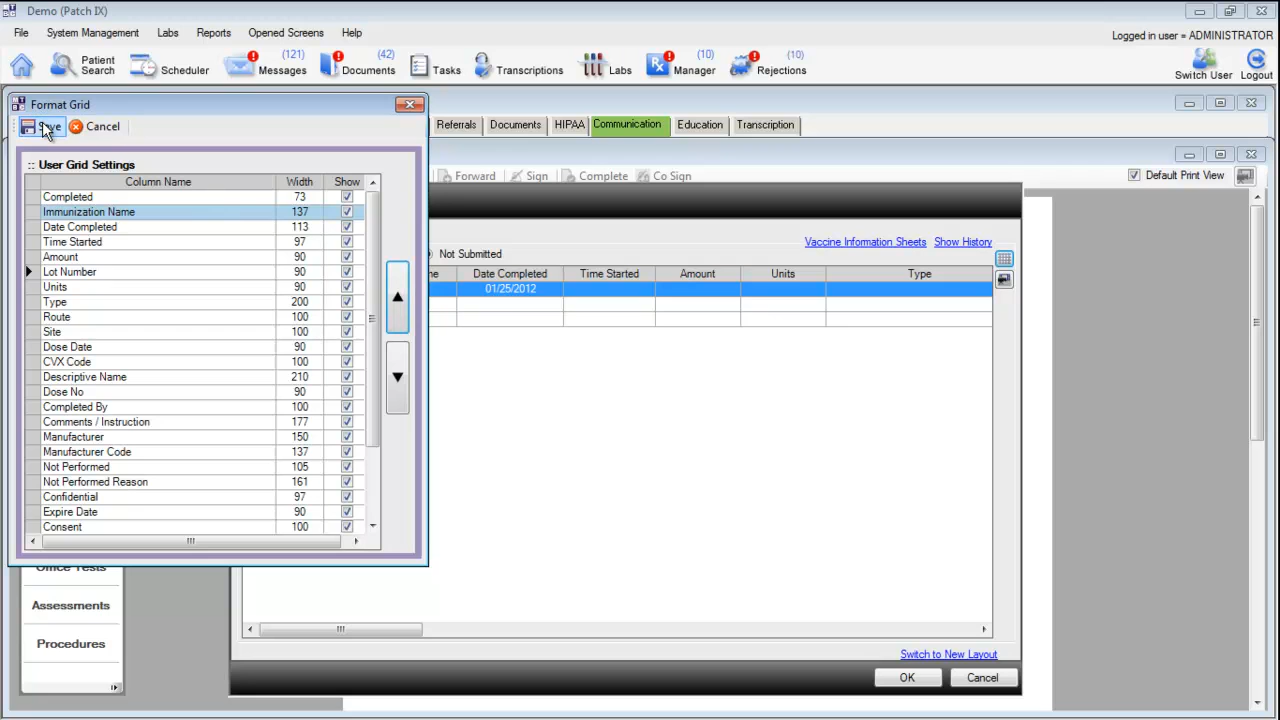 Demo (Patch IX)
File System Management Labs Reports Opened Screens Help
Logged in user = ADMINISTRATOR
Patient Search
Scheduler
(121) Messages
(42) Documents
Tasks
Transcriptions
Labs
(10) Manager
(10) Rejections
Switch User
Logout
Format Grid
Save Cancel
Referrals Documents HIPAA Communication Education Transcription
Forward Sign Complete Co Sign
Default Print View
:: User Grid Settings
Column Name Width Show
Completed 73
Immunization Name 137
Date Completed 113
Time Started 97
Amount 90
Lot Number 90
Units 90
Type 200
Route 100
Site 100
Dose Date 90
CVX Code 100
Descriptive Name 210
Dose No 90
Completed By 100
Comments / Instruction 177
Manufacturer 150
Manufacturer Code 137
Not Performed 105
Not Performed Reason 161
Confidential 97
Expire Date 90
Consent 100
Vaccine Information Sheets Show History
Not Submitted
Date Completed Time Started Amount Units Type
01/25/2012
Office Tests
Assessments
Procedures
Switch to New Layout
OK Cancel